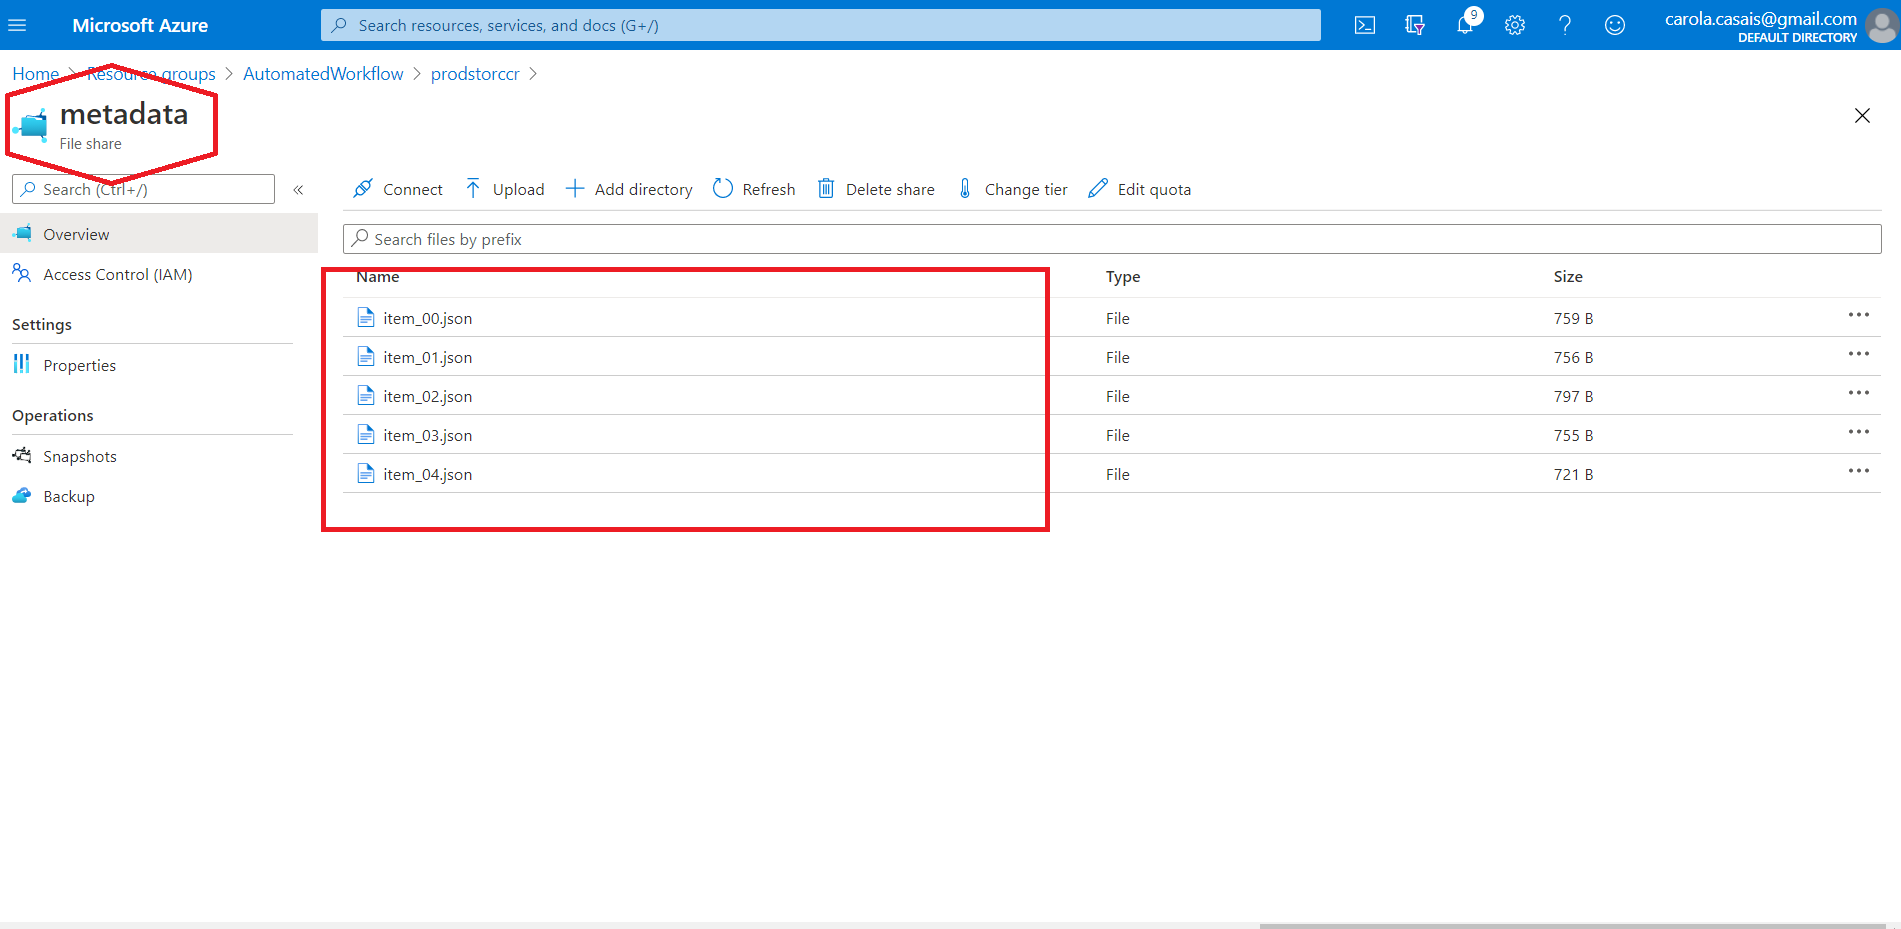 Microsoft Azure
Search resources, services, and docs (G+/)
9
carola.casais@gmail.com
DEFAULT DIRECTORY
Home > Resource groups > AutomatedWorkflow > prodstorccr >
metadata
File share
Search (Ctrl+/)
«
Connect Upload Add directory Refresh Delete share Change tier Edit quota
Overview
Access Control (IAM)
Settings
Properties
Operations
Snapshots
Backup
Search files by prefix
Name Type Size
item_00.json File 759 B
item_01.json File 756 B
item_02.json File 797 B
item_03.json File 755 B
item_04.json File 721 B